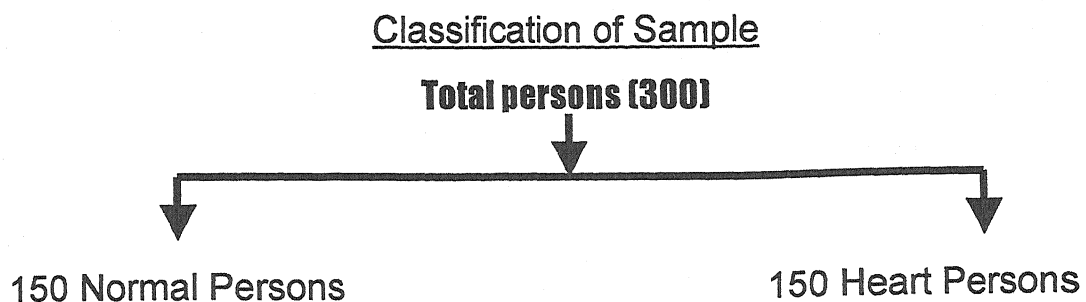 Classification of Sample
Total persons (300)
150 Normal Persons
150 Heart Persons